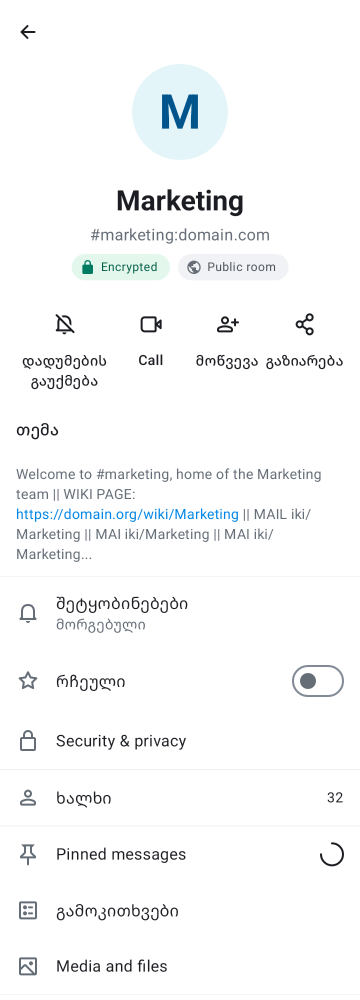 M
Marketing
#marketing:domain.com
Encrypted
Public room
დადუმების გაუქმება
Call
მოწვევა
გაზიარება
თემა
Welcome to #marketing, home of the Marketing
team || WIKI PAGE:
https://domain.org/wiki/Marketing || MAIL iki/
Marketing || MAI iki/Marketing || MAI iki/
Marketing...
შეტყობინებები
მორგებული
რჩეული
Security & privacy
ხალხი
32
Pinned messages
გამოკითხვები
Media and files